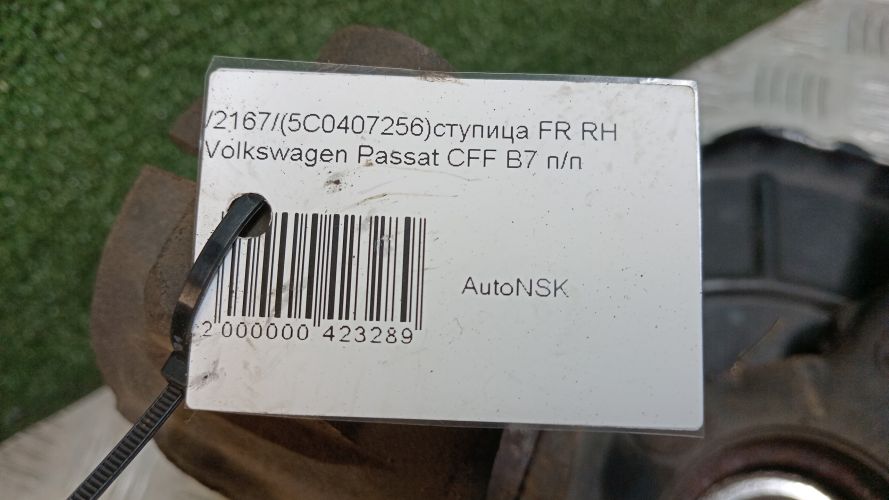 /2167/(5C0407256)ступица FR RH
Volkswagen Passat CFF B7 п/п
AutoNSK
2 000000 423289